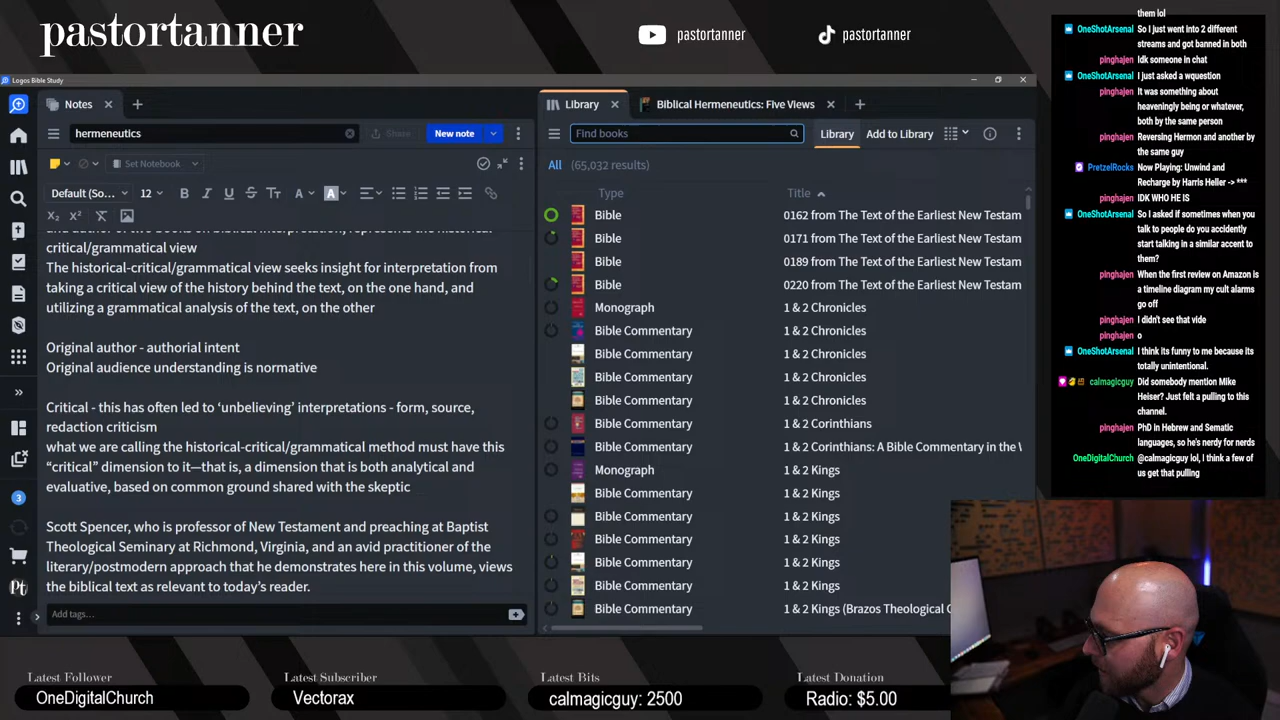 pastortanner
pastortanner
pastortanner
Logos Bible Study
Notes
hermeneutics
Share
New note
Set Notebook
Default (So...
12
B I U S Tт A A
X₂ X²
critical/grammatical view
The historical-critical/grammatical view seeks insight for interpretation from
taking a critical view of the history behind the text, on the one hand, and
utilizing a grammatical analysis of the text, on the other
Original author - authorial intent
Original audience understanding is normative
Critical - this has often led to ‘unbelieving’ interpretations - form, source,
redaction criticism
what we are calling the historical-critical/grammatical method must have this
“critical” dimension to it—that is, a dimension that is both analytical and
evaluative, based on common ground shared with the skeptic
Scott Spencer, who is professor of New Testament and preaching at Baptist
Theological Seminary at Richmond, Virginia, and an avid practitioner of the
literary/postmodern approach that he demonstrates here in this volume, views
the biblical text as relevant to today’s reader.
Add tags...
3
Pt
Library
Biblical Hermeneutics: Five Views
Find books
Library
Add to Library
All (65,032 results)
Type Title
Bible 0162 from The Text of the Earliest New Testam
Bible 0171 from The Text of the Earliest New Testam
Bible 0189 from The Text of the Earliest New Testam
Bible 0220 from The Text of the Earliest New Testam
Monograph 1 & 2 Chronicles
Bible Commentary 1 & 2 Chronicles
Bible Commentary 1 & 2 Chronicles
Bible Commentary 1 & 2 Chronicles
Bible Commentary 1 & 2 Chronicles
Bible Commentary 1 & 2 Corinthians
Bible Commentary 1 & 2 Corinthians: A Bible Commentary in the
Monograph 1 & 2 Kings
Bible Commentary 1 & 2 Kings
Bible Commentary 1 & 2 Kings
Bible Commentary 1 & 2 Kings
Bible Commentary 1 & 2 Kings
Bible Commentary 1 & 2 Kings
Bible Commentary 1 & 2 Kings (Brazos Theological
them lol
OneShotArsenal So I just went into 2 different
streams and got banned in both
pinghajen Idk someone in chat
OneShotArsenal I just asked a wquestion
pinghajen It was something about
heaveningly being or whatever,
both by the same person
pinghajen Reversing Hermon and another by
the same guy
PretzelRocks Now Playing: Unwind and
Recharge by Harris Heller -> ***
pinghajen IDK WHO HE IS
OneShotArsenal So I asked if sometimes when you
talk to people do you accidently
start talking in a similar accent to
them?
pinghajen When the first review on Amazon is
a timeline diagram my cult alarms
go off
pinghajen I didn't see that vide
pinghajen o
OneShotArsenal I think its funny to me because its
totally unintentional.
calmagicguy Did somebody mention Mike
Heiser? Just felt a pulling to this
channel.
pinghajen PhD in Hebrew and Sematic
languages, so he's nerdy for nerds
OneDigitalChurch @calmagicguy lol, I think a few of
us get that pulling
Latest Follower
OneDigitalChurch
Latest Subscriber
Vectorax
Latest Bits
calmagicguy: 2500
Latest Donation
Radio: $5.00